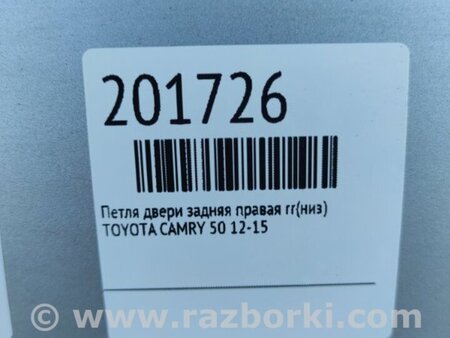 201726
Петля двери задняя правая rr(низ)
TOYOTA CAMRY 50 12-15
© www.razborki.com